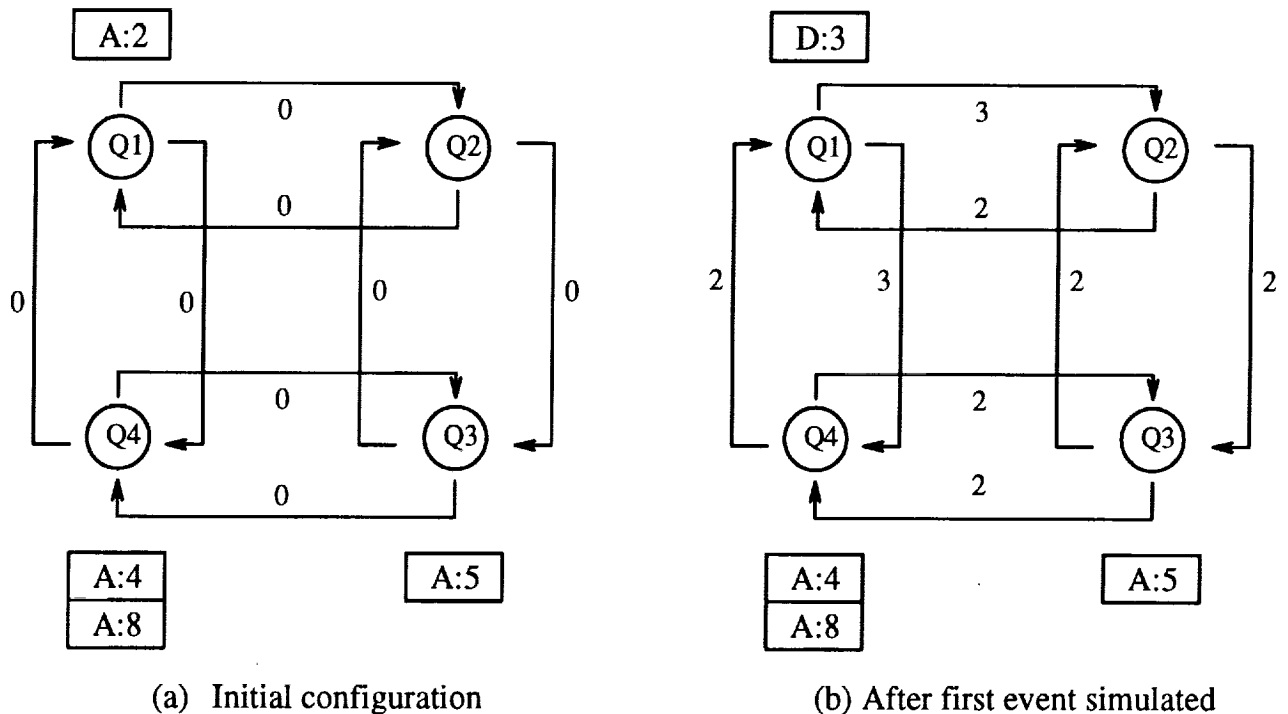 A:2
0
Q1
Q2
0
0
0
0
0
0
Q4
Q3
0
A:4
A:8
A:5
(a) Initial configuration
D:3
3
Q1
Q2
2
2
3
2
2
2
Q4
Q3
2
A:4
A:8
A:5
(b) After first event simulated